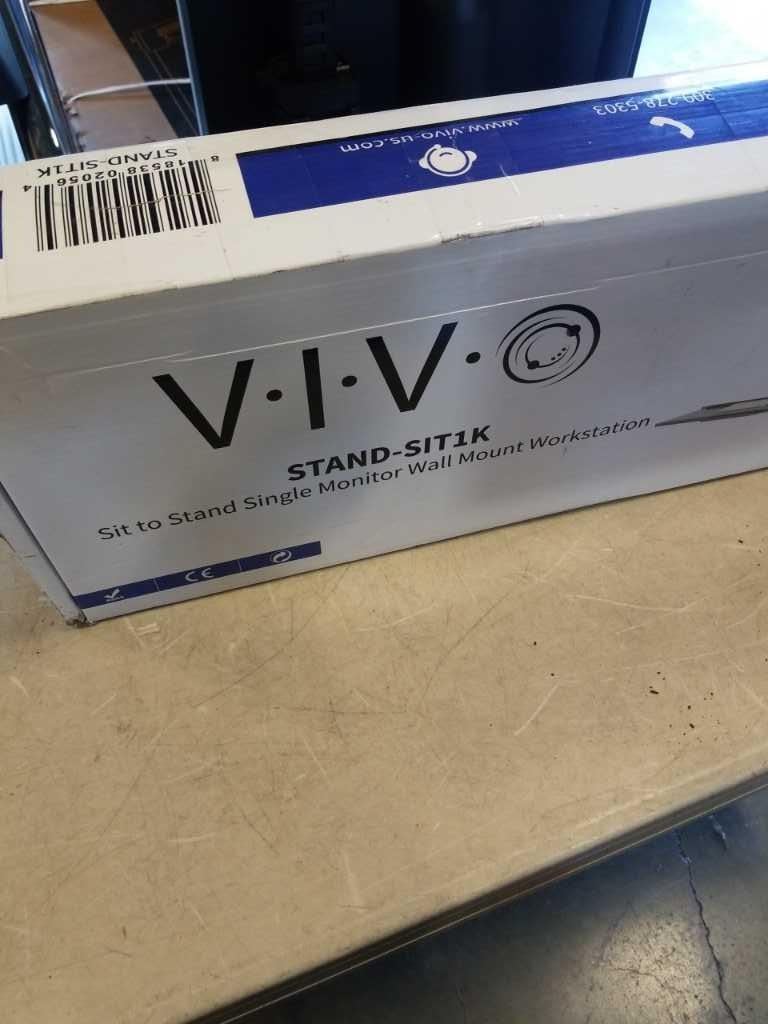 STAND-SIT1K
8 18538 02056 4
www.vivo-us.com
309-278-5303
V·I·V·O
STAND-SIT1K
Sit to Stand Single Monitor Wall Mount Workstation
CE